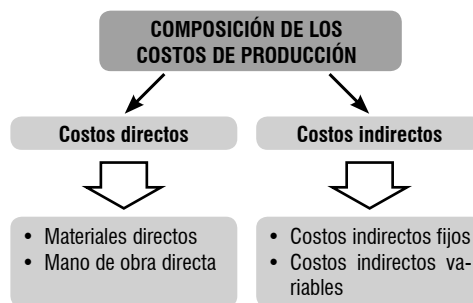 COMPOSICIÓN DE LOS
COSTOS DE PRODUCCIÓN
Costos directos
Costos indirectos
• Materiales directos
• Mano de obra directa
• Costos indirectos fijos
• Costos indirectos va-
riables